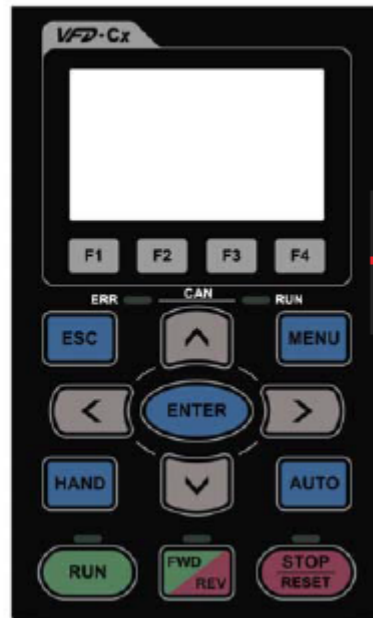 VFD-Cx
F1 F2 F3 F4
ERR CAN RUN
ESC MENU
ENTER
HAND AUTO
RUN FWD REV STOP RESET